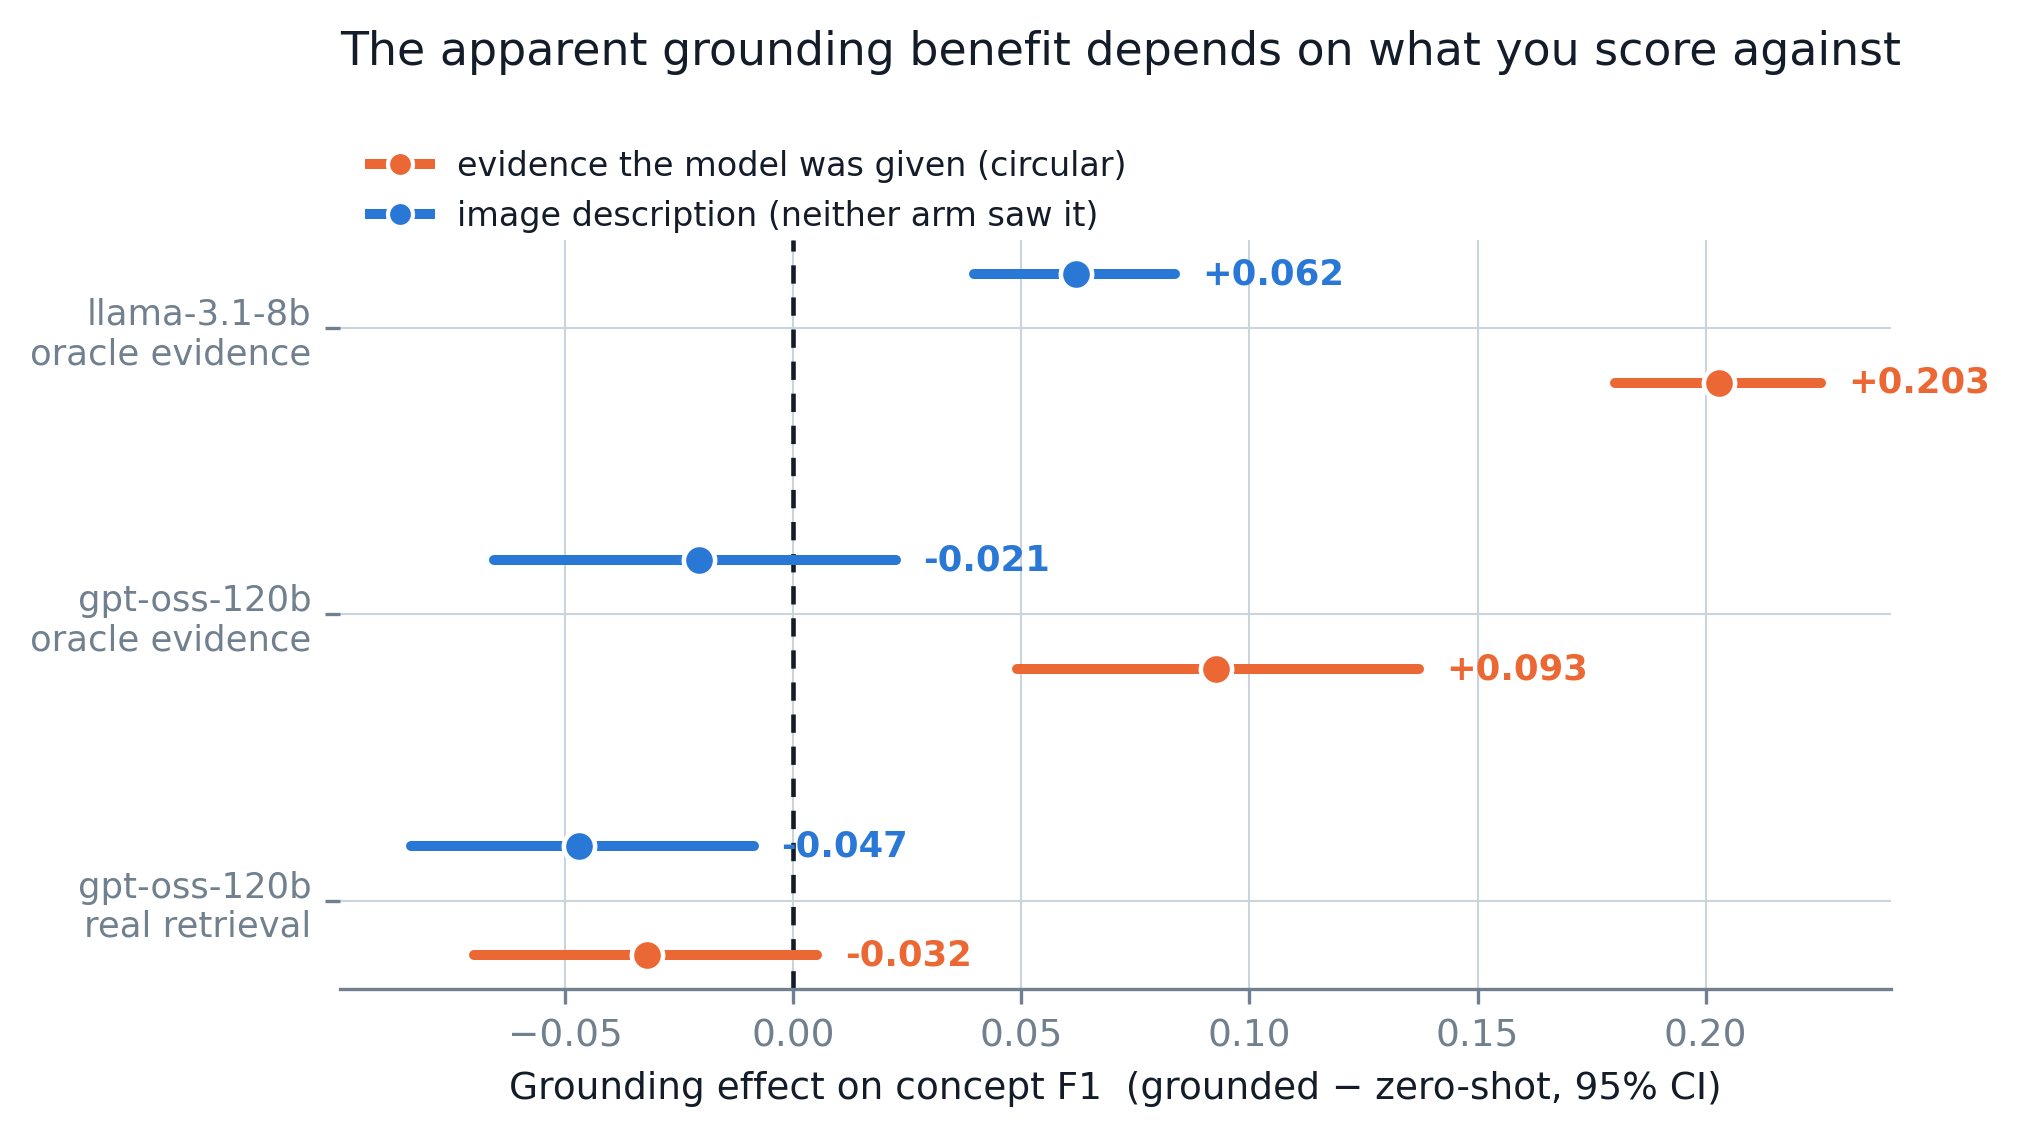 The apparent grounding benefit depends on what you score against
evidence the model was given (circular)
image description (neither arm saw it)
+0.062
llama-3.1-8b
oracle evidence
+0.203
-0.021
gpt-oss-120b
oracle evidence
+0.093
-0.047
gpt-oss-120b
real retrieval
-0.032
−0.05 0.00 0.05 0.10 0.15 0.20
Grounding effect on concept F1 (grounded − zero-shot, 95% CI)